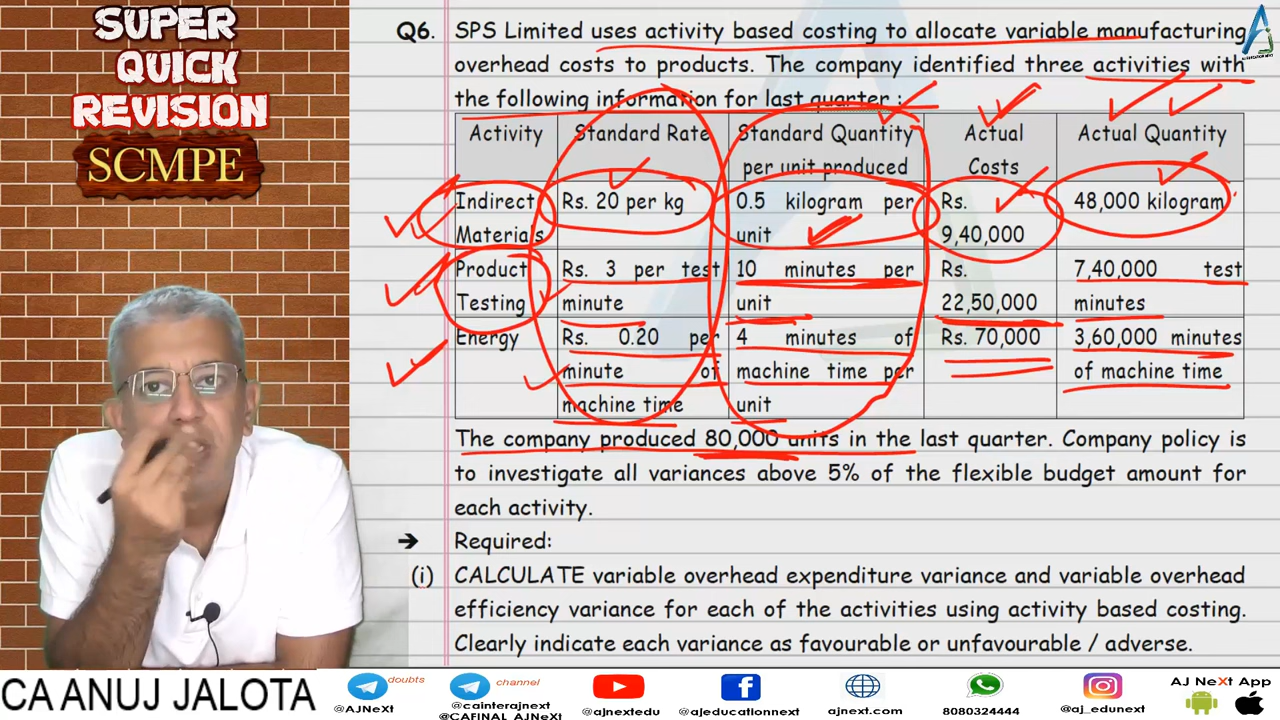 SUPER
QUICK
REVISION
SCMPE
Q6. SPS Limited uses activity based costing to allocate variable manufacturing
overhead costs to products. The company identified three activities with
the following information for last quarter :
Activity Standard Rate Standard Quantity per unit produced Actual Costs Actual Quantity
Indirect Materials Rs. 20 per kg 0.5 kilogram per unit Rs. 9,40,000 48,000 kilogram
Product Testing Rs. 3 per test minute 10 minutes per unit Rs. 22,50,000 7,40,000 test minutes
Energy Rs. 0.20 per minute of machine time 4 minutes of machine time per unit Rs. 70,000 3,60,000 minutes of machine time
The company produced 80,000 units in the last quarter. Company policy is
to investigate all variances above 5% of the flexible budget amount for
each activity.
➔ Required:
(i) CALCULATE variable overhead expenditure variance and variable overhead
efficiency variance for each of the activities using activity based costing.
Clearly indicate each variance as favourable or unfavourable / adverse.
CA ANUJ JALOTA
doubts
@AJNeXt
channel
@cainterajnext
@CAFINAL_AJNeXt
@ajnextedu
@ajeducationnext
ajnext.com
8080324444
@aj_edunext
AJ NeXt App